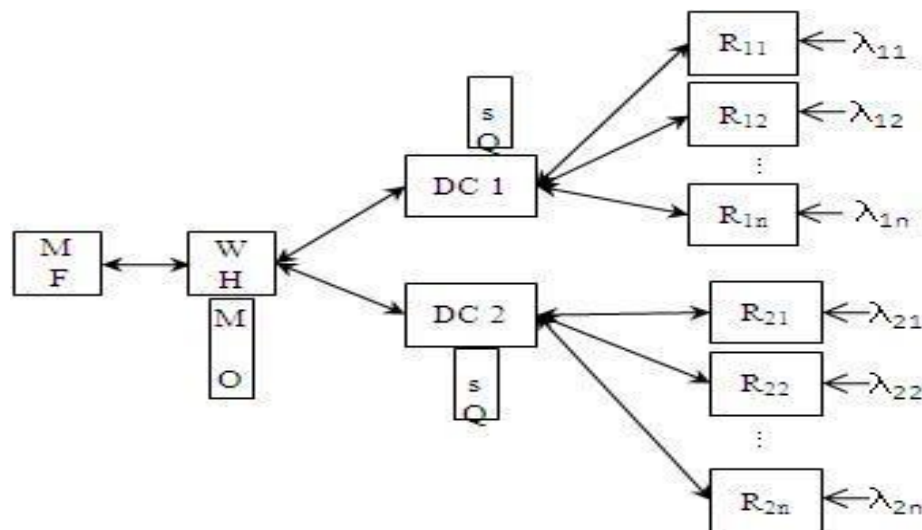 R₁₁
λ₁₁
s
Q
R₁₂
λ₁₂
⋮
DC 1
R₁ₙ
λ₁ₙ
M
F
W
H
M
O
DC 2
s
Q
R₂₁
λ₂₁
R₂₂
λ₂₂
⋮
R₂ₙ
λ₂ₙ